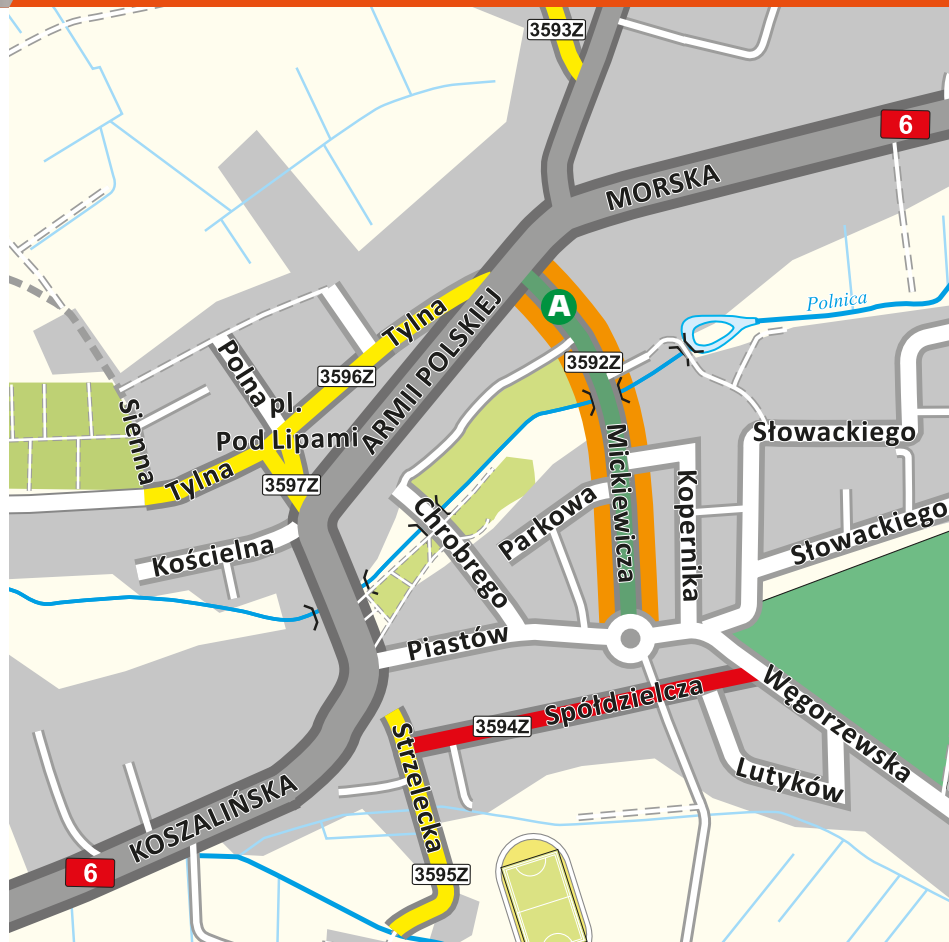 3593Z
6
MORSKA
Polnica
A
Tylna
ARMII POLSKIEJ
3592Z
Polna
3596Z
pl.
Pod Lipami
Sienna
Słowackiego
Tylna
3597Z
Mickiewicza
Kopernika
Chrobrego
Parkowa
Słowackiego
Kościelna
Piastów
Węgorzewska
Spółdzielcza
3594Z
Strzelecka
Lutyków
KOSZALIŃSKA
6
3595Z